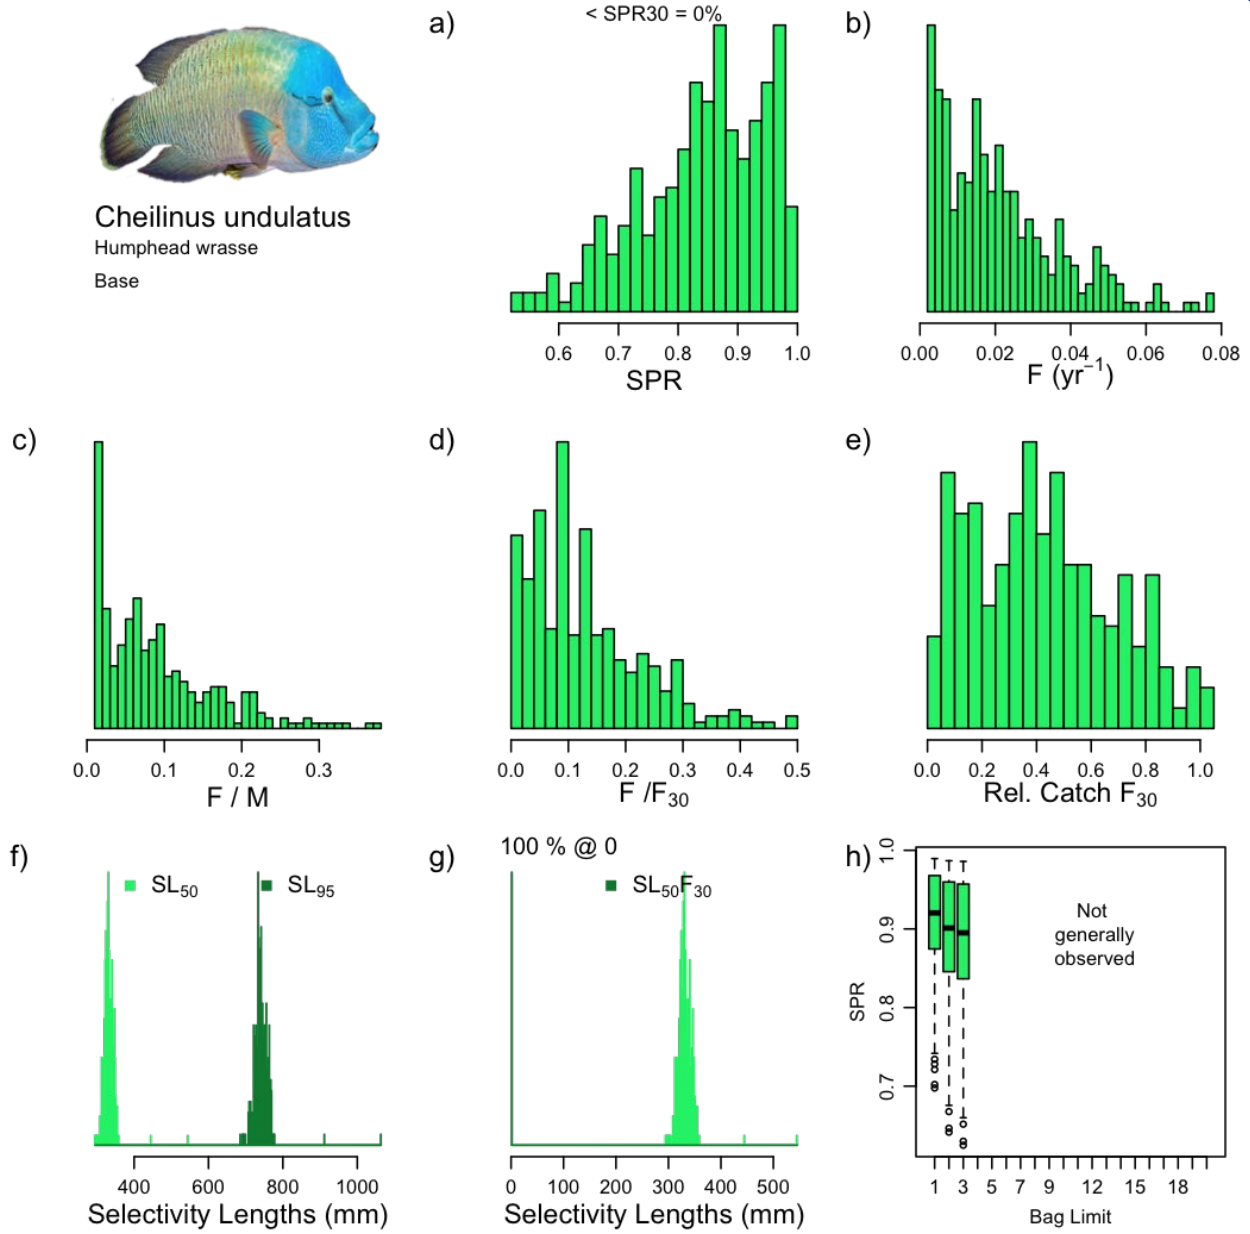 a)
< SPR30 = 0%
b)
Cheilinus undulatus
Humphead wrasse
Base
0.6 0.7 0.8 0.9 1.0
SPR
0.00 0.02 0.04 0.06 0.08
F (yr⁻¹)
c)
d)
e)
0.0 0.1 0.2 0.3
F / M
0.0 0.1 0.2 0.3 0.4 0.5
F /F₃₀
0.0 0.2 0.4 0.6 0.8 1.0
Rel. Catch F₃₀
f)
SL₅₀ SL₉₅
400 600 800 1000
Selectivity Lengths (mm)
g)
100 % @ 0
SL₅₀F₃₀
0 100 200 300 400 500
Selectivity Lengths (mm)
h)
1.0
0.9
0.8
0.7
SPR
Not
generally
observed
1 3 5 7 9 12 15 18
Bag Limit